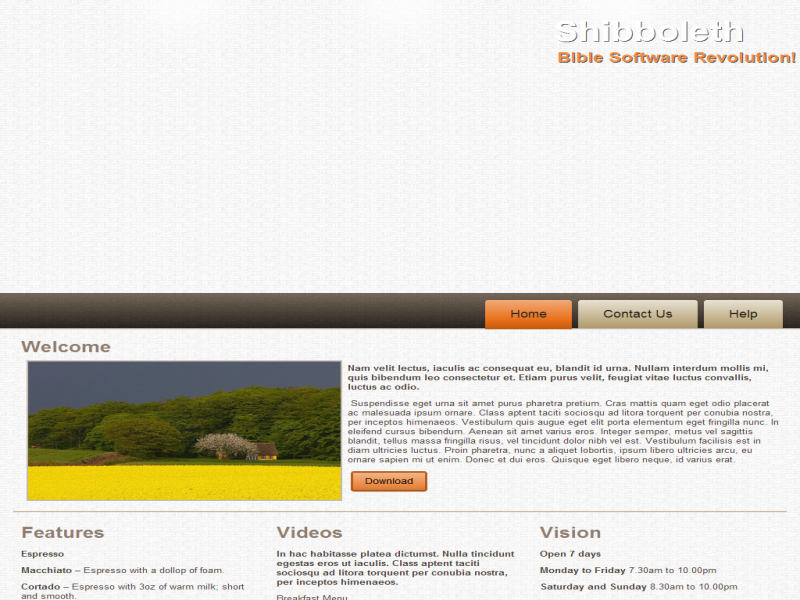 Shibboleth
Bible Software Revolution!
Home
Contact Us
Help
Welcome
Nam velit lectus, iaculis ac consequat eu, blandit id urna. Nullam interdum mollis mi,
quis bibendum leo consectetur et. Etiam purus velit, feugiat vitae luctus convallis,
luctus ac odio.
Suspendisse eget urna sit amet purus pharetra pretium. Cras mattis quam eget odio placerat
ac malesuada ipsum ornare. Class aptent taciti sociosqu ad litora torquent per conubia nostra,
per inceptos himenaeos. Vestibulum quis augue eget elit porta elementum eget fringilla nunc. In
eleifend cursus bibendum. Aenean sit amet varius eros. Integer semper, metus vel sagittis
blandit, tellus massa fringilla risus, vel tincidunt dolor nibh vel est. Vestibulum facilisis est in
diam ultricies luctus. Proin pharetra, nunc a aliquet lobortis, ipsum libero ultricies arcu, eu
ornare sapien mi ut enim. Donec et dui eros. Quisque eget libero neque, id varius erat.
Download
Features
Espresso
Macchiato – Espresso with a dollop of foam.
Cortado – Espresso with 3oz of warm milk; short
and smooth.
Videos
In hac habitasse platea dictumst. Nulla tincidunt
egestas eros ut iaculis. Class aptent taciti
sociosqu ad litora torquent per conubia nostra,
per inceptos himenaeos.
Breakfast Menu
Vision
Open 7 days
Monday to Friday 7.30am to 10.00pm
Saturday and Sunday 8.30am to 10.00pm